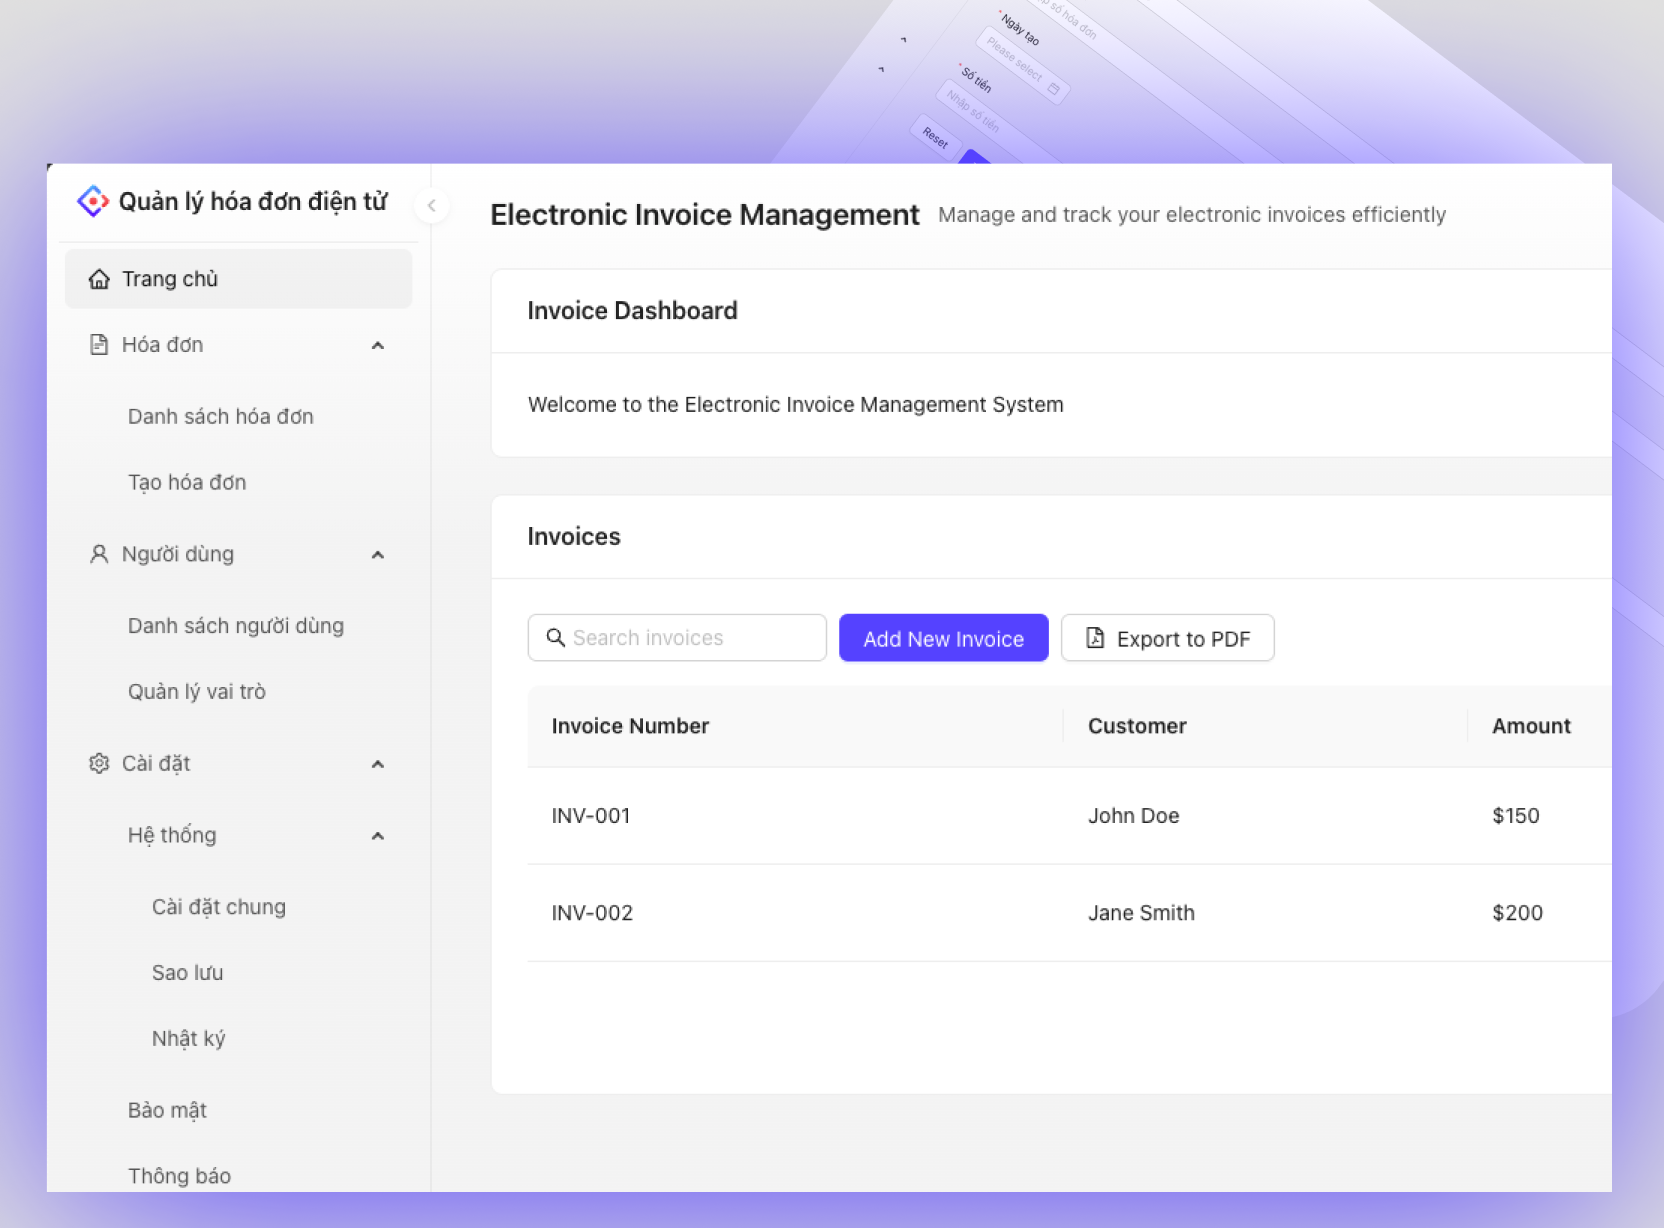 Nhập số hóa đơn
* Ngày tạo
Please select
* Số tiền
Nhập số tiền
Reset
Quản lý hóa đơn điện tử
Trang chủ
Hóa đơn
Danh sách hóa đơn
Tạo hóa đơn
Người dùng
Danh sách người dùng
Quản lý vai trò
Cài đặt
Hệ thống
Cài đặt chung
Sao lưu
Nhật ký
Bảo mật
Thông báo
Electronic Invoice Management Manage and track your electronic invoices efficiently
Invoice Dashboard
Welcome to the Electronic Invoice Management System
Invoices
Search invoices Add New Invoice Export to PDF
Invoice Number Customer Amount
INV-001 John Doe $150
INV-002 Jane Smith $200